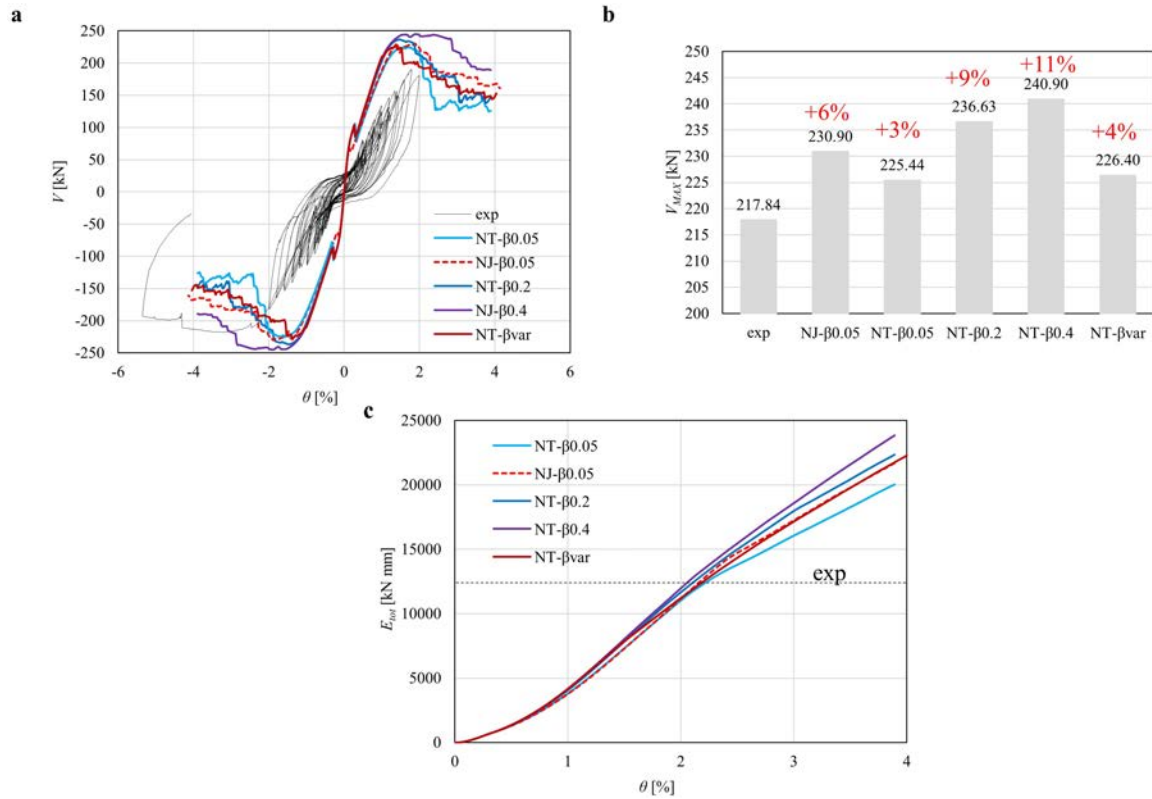 a
250
200
150
100
50
0
-50
-100
-150
-200
-250
V [kN]
-6 -4 -2 0 2 4 6
θ [%]
exp
NT-β0.05
NJ-β0.05
NT-β0.2
NJ-β0.4
NT-βvar
b
250
245
240
235
230
225
220
215
210
205
200
V_MAX [kN]
+6% +3% +9% +11% +4%
217.84 230.90 225.44 236.63 240.90 226.40
exp NJ-β0.05 NT-β0.05 NT-β0.2 NT-β0.4 NT-βvar
c
25000
20000
15000
10000
5000
0
E_tot [kN mm]
NT-β0.05
NJ-β0.05
NT-β0.2
NT-β0.4
NT-βvar
exp
0 1 2 3 4
θ [%]